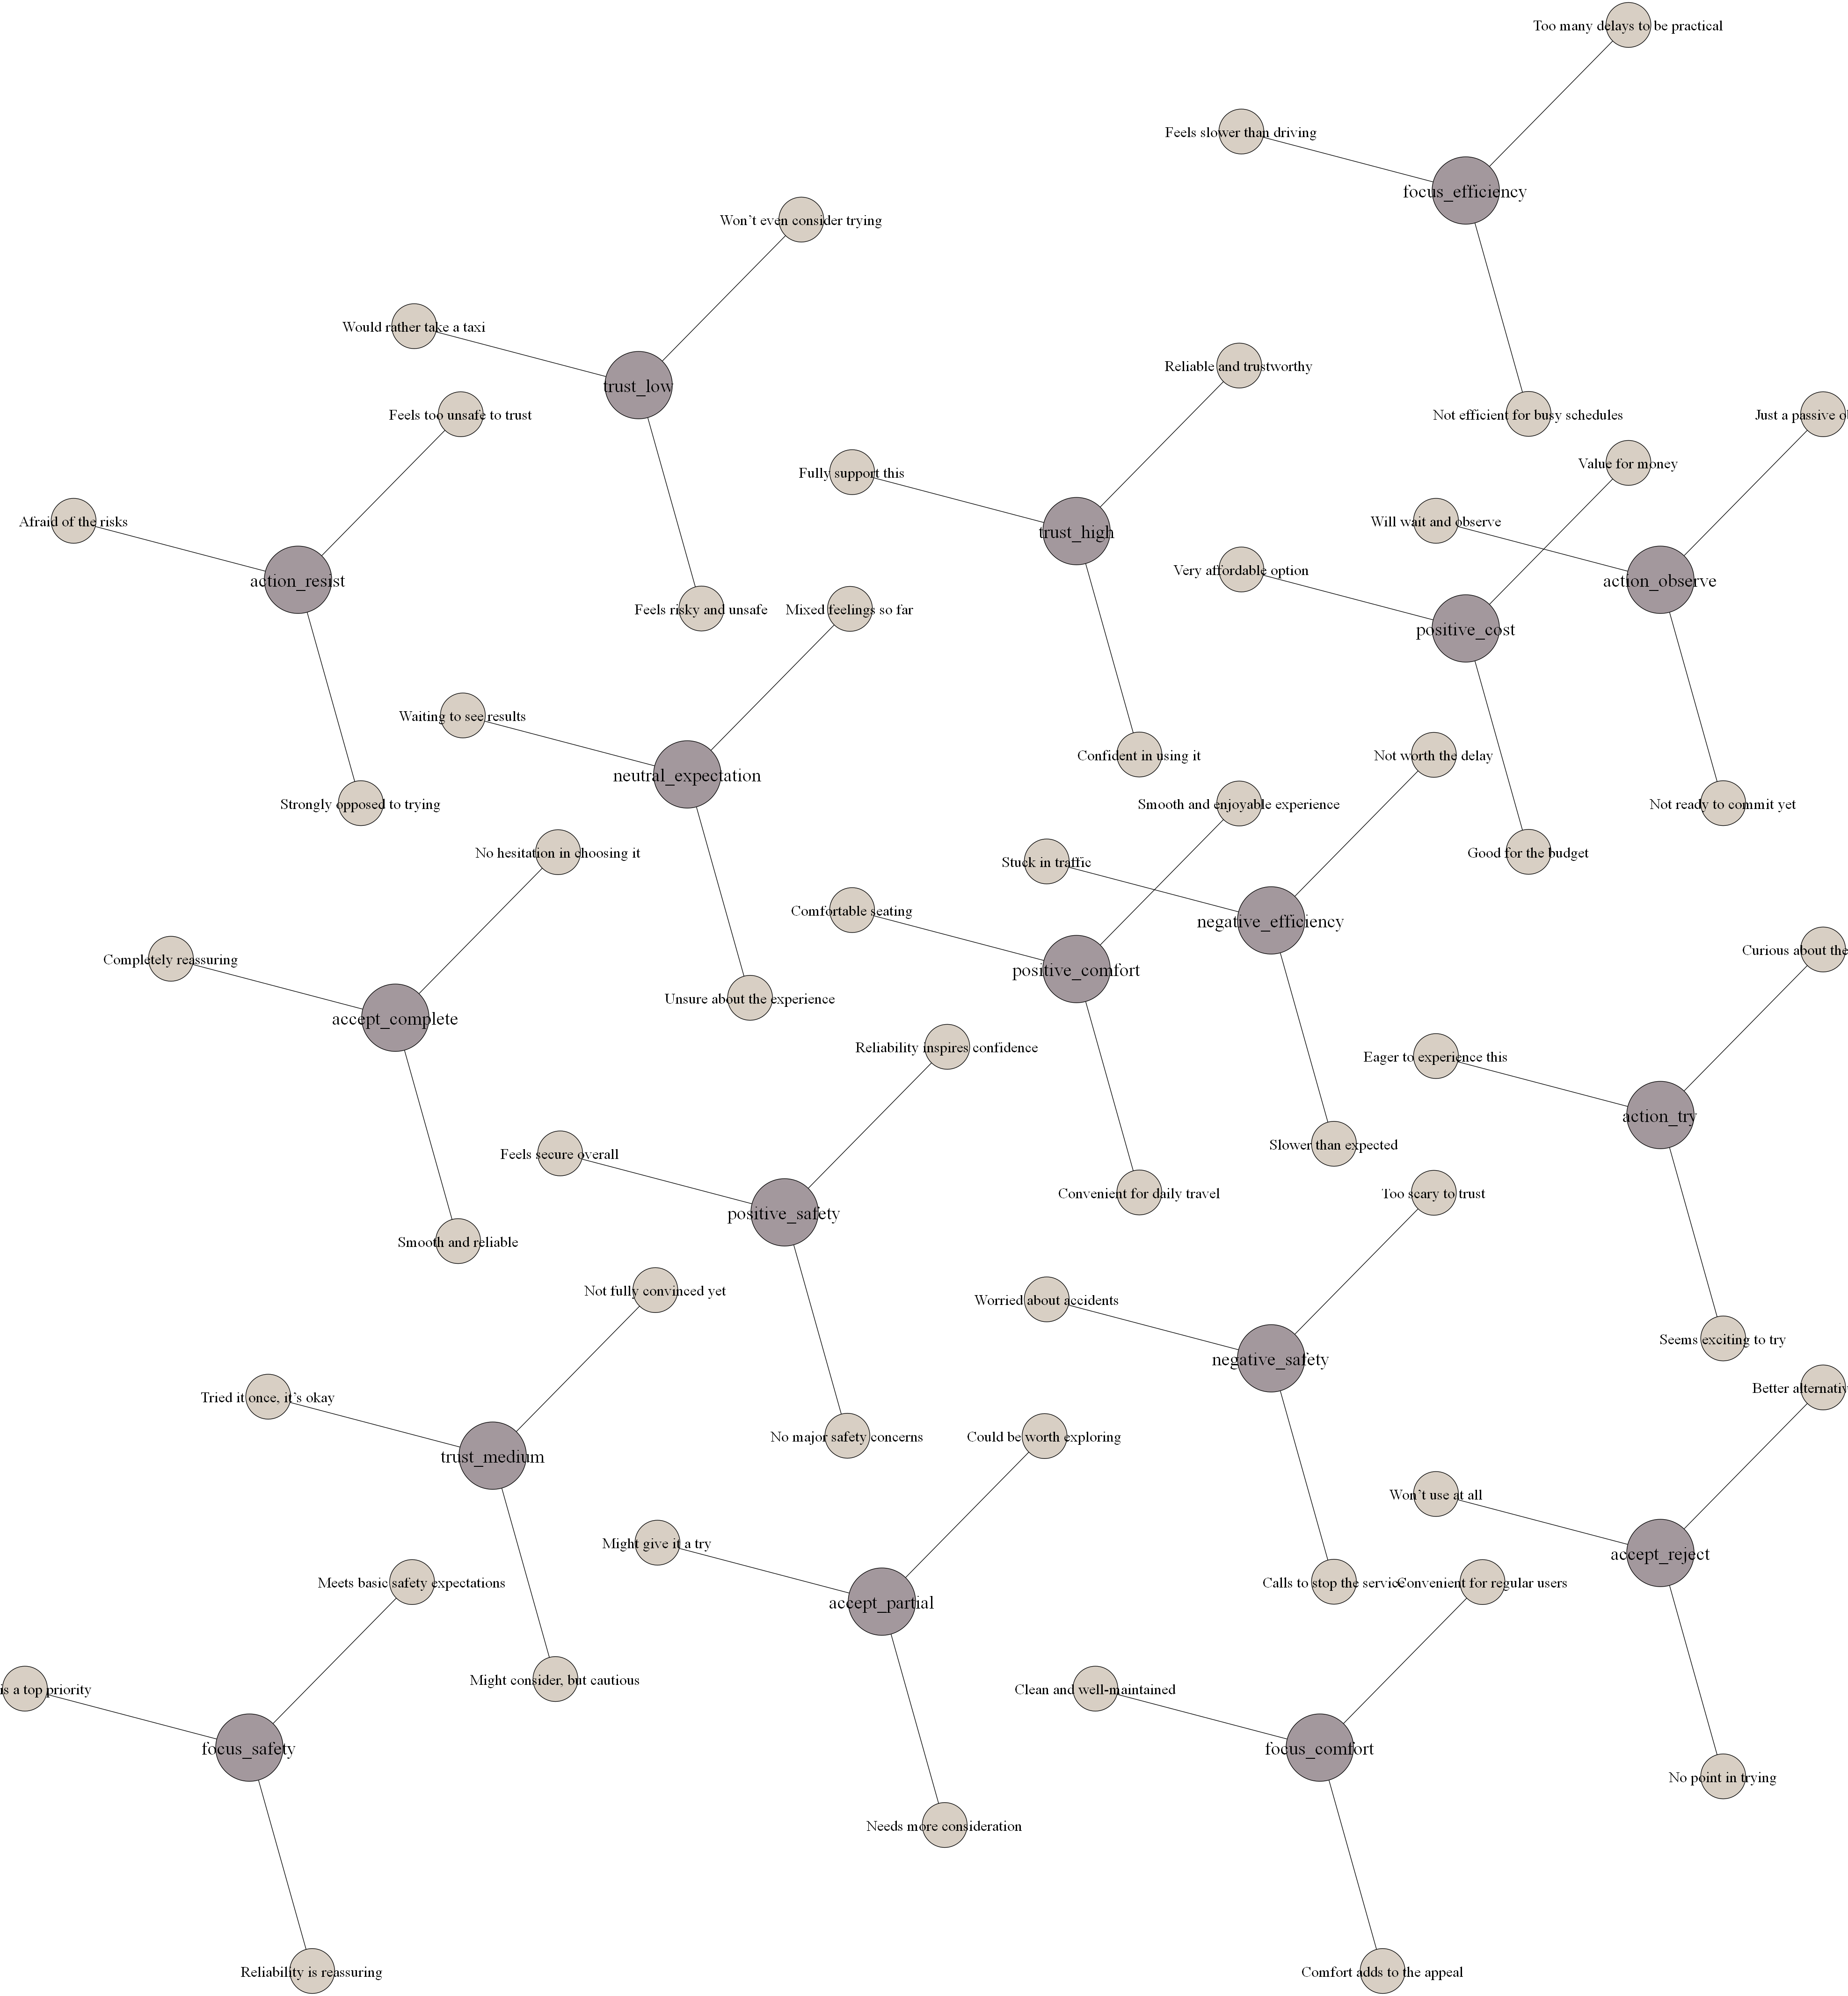 Too many delays to be practical
Feels slower than driving
focus_efficiency
Won't even consider trying
Would rather take a taxi
Reliable and trustworthy
trust_low
Feels too unsafe to trust
Not efficient for busy schedules
Just a passive
Value for money
Fully support this
Afraid of the risks
Will wait and observe
trust_high
Very affordable option
action_resist
action_observe
Feels risky and unsafe
Mixed feelings so far
positive_cost
Waiting to see results
Confident in using it
Not worth the delay
neutral_expectation
Strongly opposed to trying
Smooth and enjoyable experience
Not ready to commit yet
No hesitation in choosing it
Stuck in traffic
Good for the budget
Comfortable seating
negative_efficiency
Curious about the
Completely reassuring
positive_comfort
Unsure about the experience
accept_complete
Reliability inspires confidence
Eager to experience this
action_try
Slower than expected
Feels secure overall
Convenient for daily travel
Too scary to trust
positive_safety
Smooth and reliable
Not fully convinced yet
Worried about accidents
Seems exciting to try
negative_safety
Better
Tried it once, it's okay
No major safety concerns
Could be worth exploring
trust_medium
Won't use at all
Might give it a try
accept_reject
Meets basic safety expectations
Calls to stop the service
Convenient for regular users
accept_partial
Might consider, but cautious
is a top priority
Clean and well-maintained
focus_safety
focus_comfort
No point in trying
Needs more consideration
Reliability is reassuring
Comfort adds to the appeal